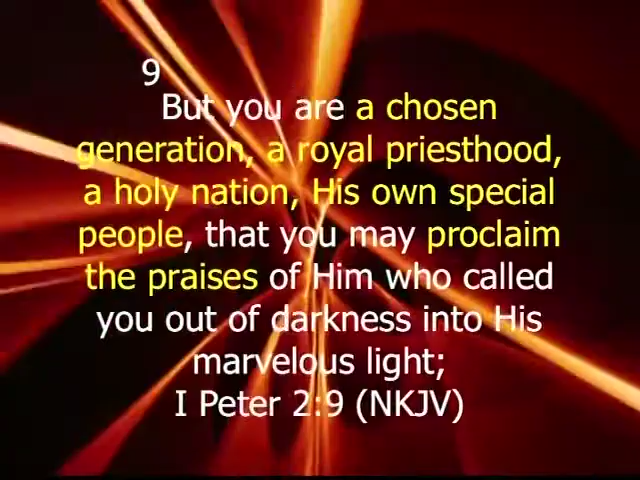 9
But you are a chosen
generation, a royal priesthood,
a holy nation, His own special
people, that you may proclaim
the praises of Him who called
you out of darkness into His
marvelous light;
I Peter 2:9 (NKJV)